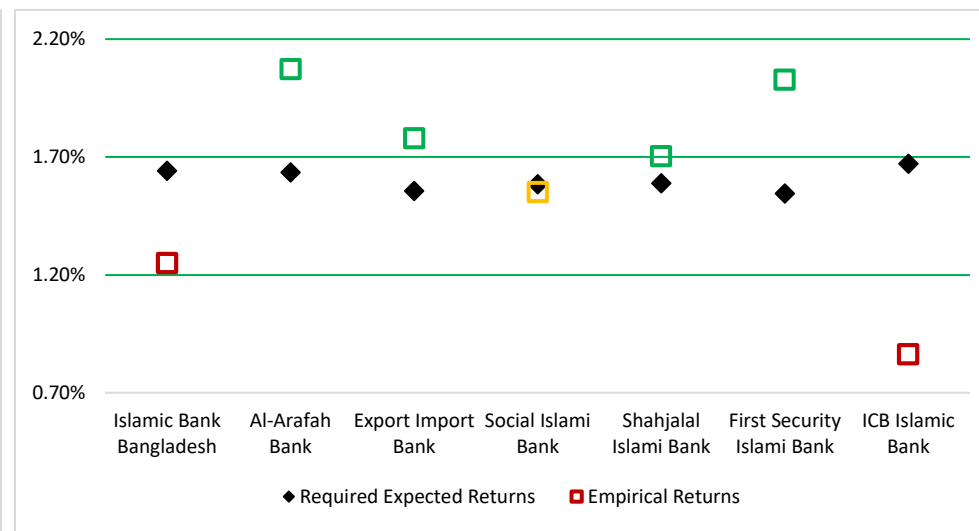 2.20%
1.70%
1.20%
0.70%
Islamic Bank
Bangladesh
Al-Arafah
Bank
Export Import
Bank
Social Islami
Bank
Shahjalal
Islami Bank
First Security
Islami Bank
ICB Islamic
Bank
Required Expected Returns
Empirical Returns